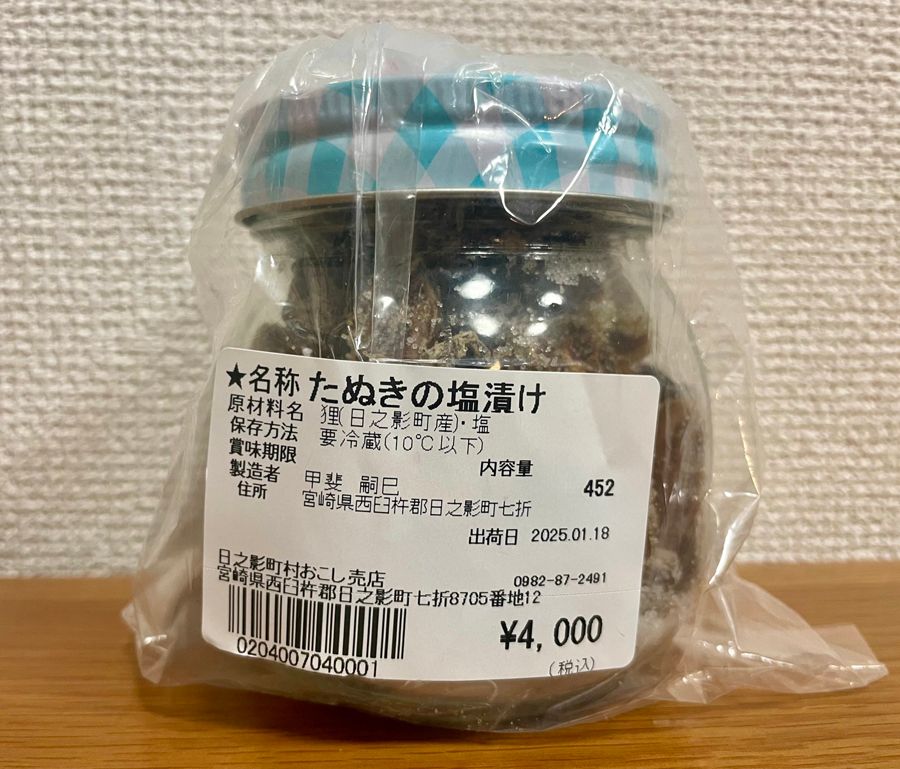 ★名称 たぬきの塩漬け
原材料名 狸(日之影町産)・塩
保存方法 要冷蔵(10℃以下)
賞味期限
内容量
製造者 甲斐 嗣巳
452
住所 宮崎県西臼杵郡日之影町七折
出荷日 2025.01.18
日之影町村おこし売店
0982-87-2491
宮崎県西臼杵郡日之影町七折8705番地12
0204007040001
¥4,000
(税込)